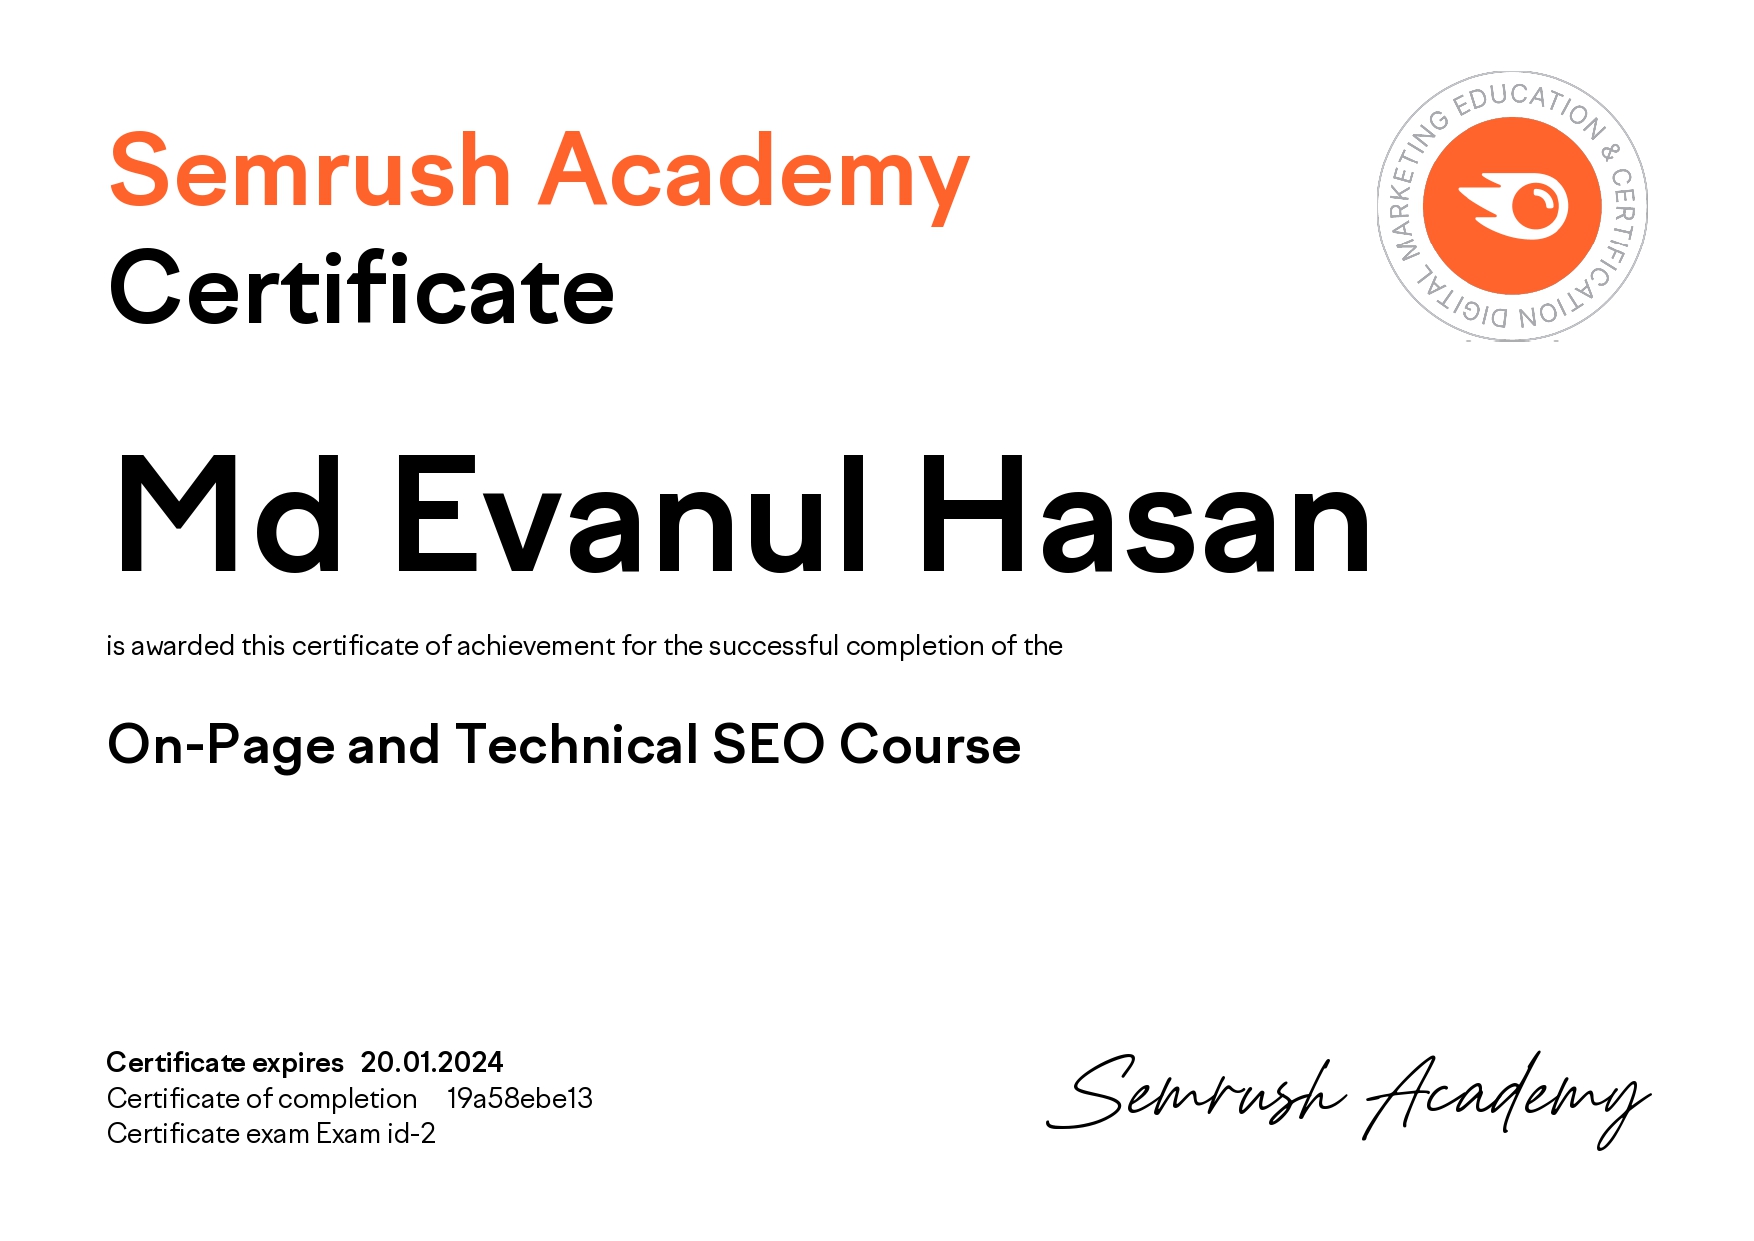 Semrush Academy
Certificate
DIGITAL MARKETING EDUCATION & CERTIFICATION
Md Evanul Hasan
is awarded this certificate of achievement for the successful completion of the
On-Page and Technical SEO Course
Certificate expires 20.01.2024
Certificate of completion 19a58ebe13
Certificate exam Exam id-2
Semrush Academy